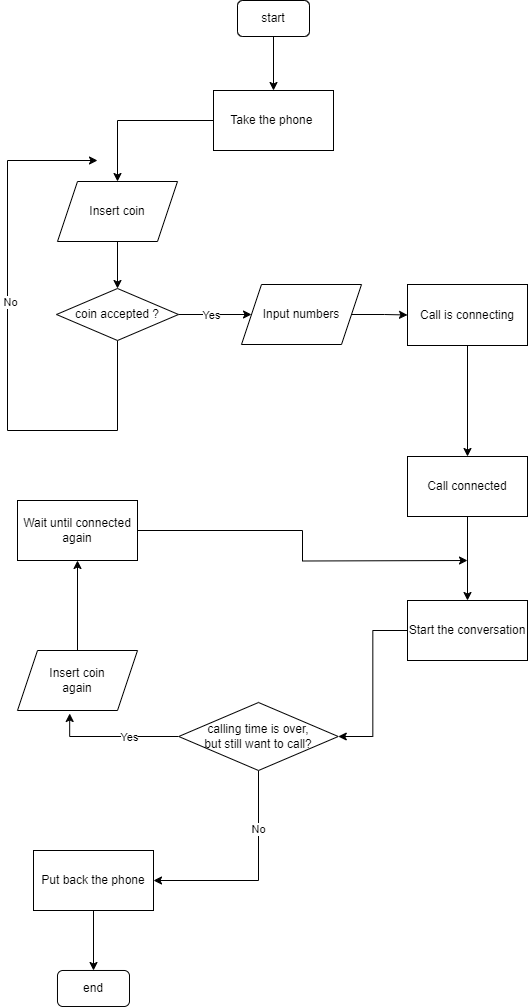 start
Take the phone
Insert coin
No
coin accepted ?
Yes
Input numbers
Call is connecting
Call connected
Wait until connected
again
Start the conversation
Insert coin
again
calling time is over,
but still want to call?
Yes
No
Put back the phone
end